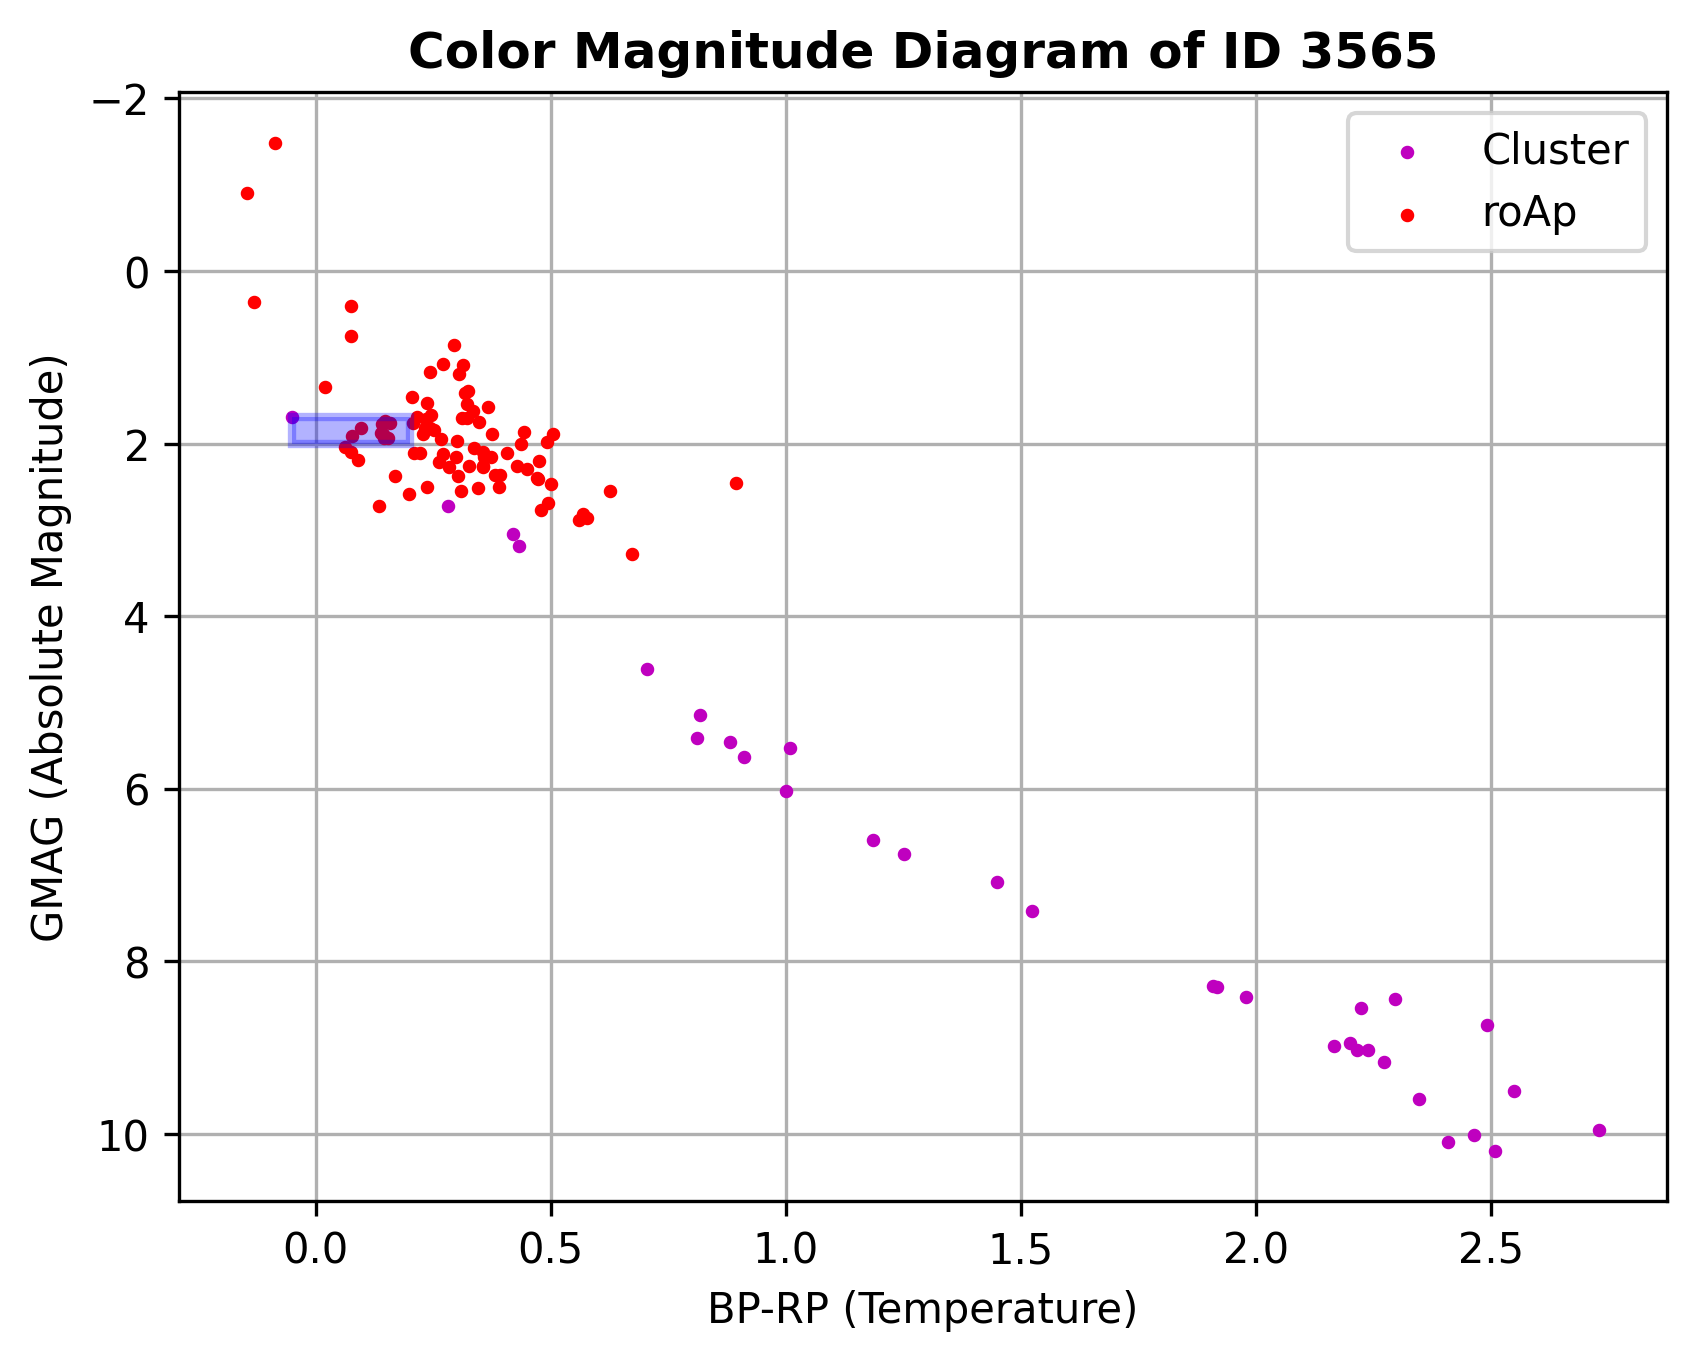 Color Magnitude Diagram of ID 3565
−2
0
2
4
6
8
10
GMAG (Absolute Magnitude)
Cluster
roAp
0.0 0.5 1.0 1.5 2.0 2.5
BP-RP (Temperature)